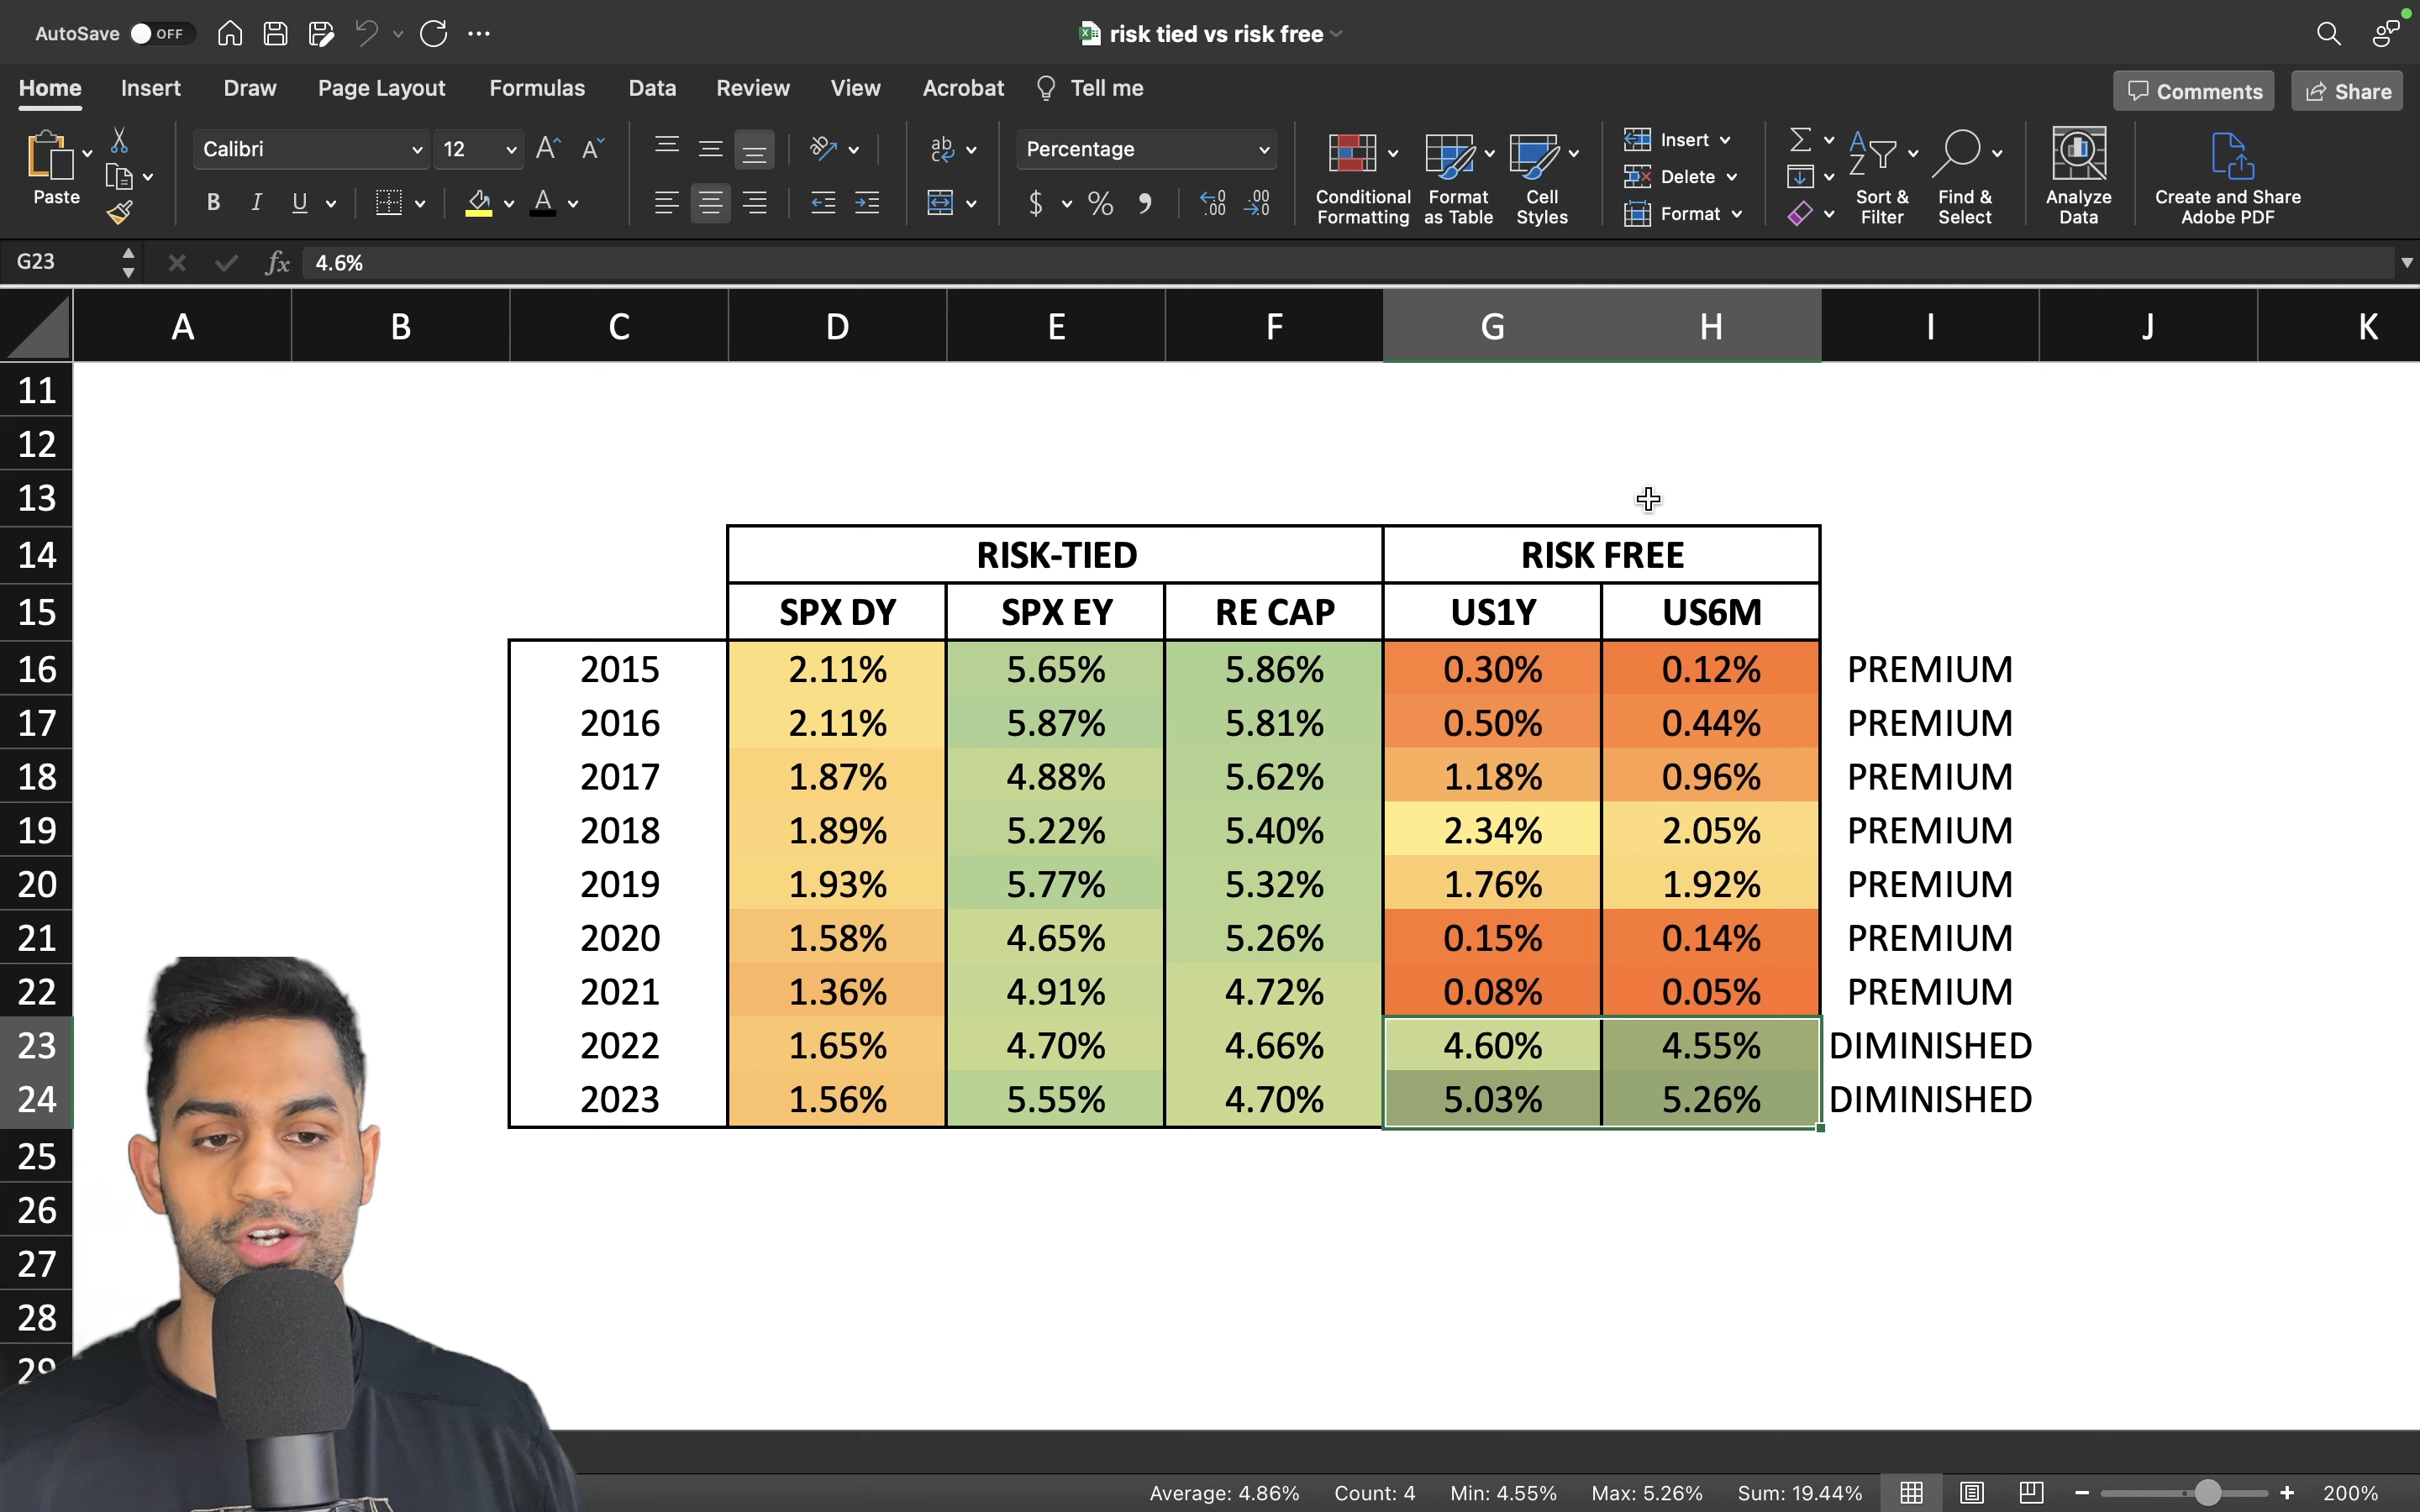 AutoSave OFF risk tied vs risk free
Home Insert Draw Page Layout Formulas Data Review View Acrobat Tell me Comments Share
Paste Calibri 12 Percentage Conditional Formatting Format as Table Cell Styles Insert Delete Format Sort & Filter Find & Select Analyze Data Create and Share Adobe PDF
G23 fx 4.6%
A B C D E F G H I J K
11
12
13
14 RISK-TIED RISK FREE
15 SPX DY SPX EY RE CAP US1Y US6M
16 2015 2.11% 5.65% 5.86% 0.30% 0.12% PREMIUM
17 2016 2.11% 5.87% 5.81% 0.50% 0.44% PREMIUM
18 2017 1.87% 4.88% 5.62% 1.18% 0.96% PREMIUM
19 2018 1.89% 5.22% 5.40% 2.34% 2.05% PREMIUM
20 2019 1.93% 5.77% 5.32% 1.76% 1.92% PREMIUM
21 2020 1.58% 4.65% 5.26% 0.15% 0.14% PREMIUM
22 2021 1.36% 4.91% 4.72% 0.08% 0.05% PREMIUM
23 2022 1.65% 4.70% 4.66% 4.60% 4.55% DIMINISHED
24 2023 1.56% 5.55% 4.70% 5.03% 5.26% DIMINISHED
25
26
27
28
29
Average: 4.86% Count: 4 Min: 4.55% Max: 5.26% Sum: 19.44% 200%